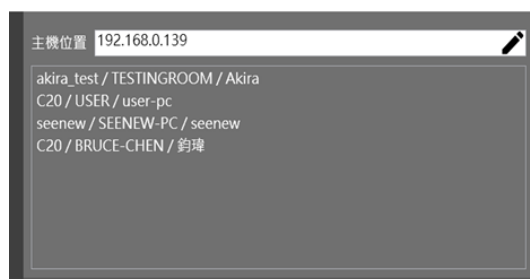 主機位置 192.168.0.139
akira_test / TESTINGROOM / Akira
C20 / USER / user-pc
seenew / SEENEW-PC / seenew
C20 / BRUCE-CHEN / 鈞瑋